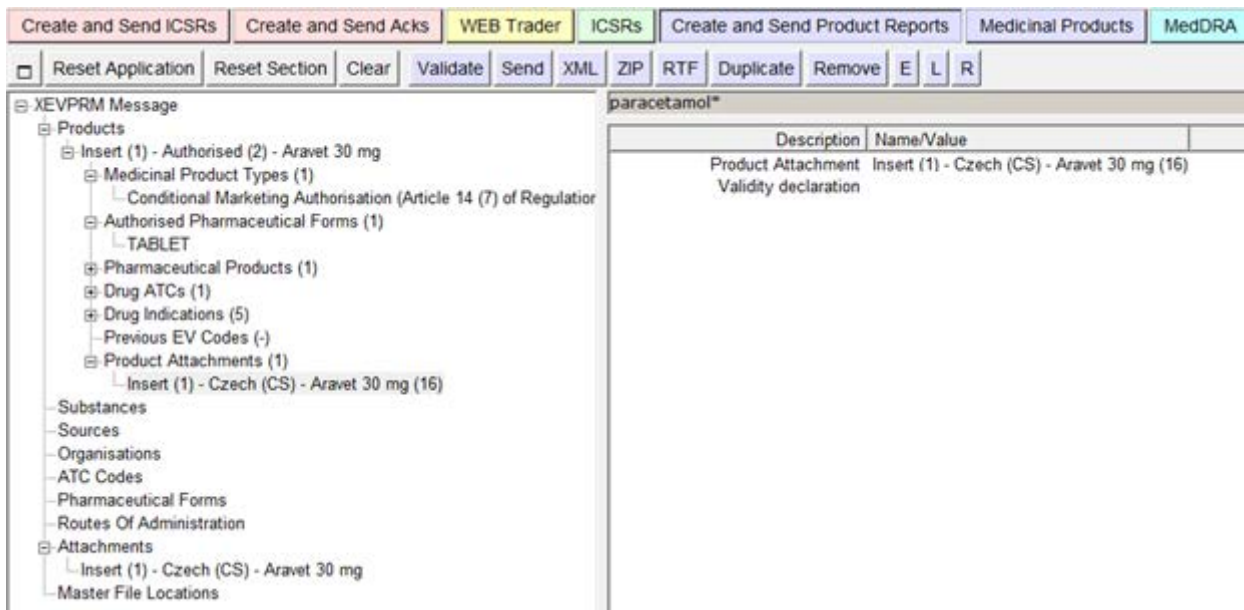 Create and Send ICSRs Create and Send Acks WEB Trader ICSRs Create and Send Product Reports Medicinal Products MedDRA
Reset Application Reset Section Clear Validate Send XML ZIP RTF Duplicate Remove E L R
XEVPRM Message
Products
Insert (1) - Authorised (2) - Aravet 30 mg
Medicinal Product Types (1)
Conditional Marketing Authorisation (Article 14 (7) of Regulation
Authorised Pharmaceutical Forms (1)
TABLET
Pharmaceutical Products (1)
Drug ATCs (1)
Drug Indications (5)
Previous EV Codes (-)
Product Attachments (1)
Insert (1) - Czech (CS) - Aravet 30 mg (16)
Substances
Sources
Organisations
ATC Codes
Pharmaceutical Forms
Routes Of Administration
Attachments
Insert (1) - Czech (CS) - Aravet 30 mg
Master File Locations
paracetamol*
Description Name/Value
Product Attachment Insert (1) - Czech (CS) - Aravet 30 mg (16)
Validity declaration